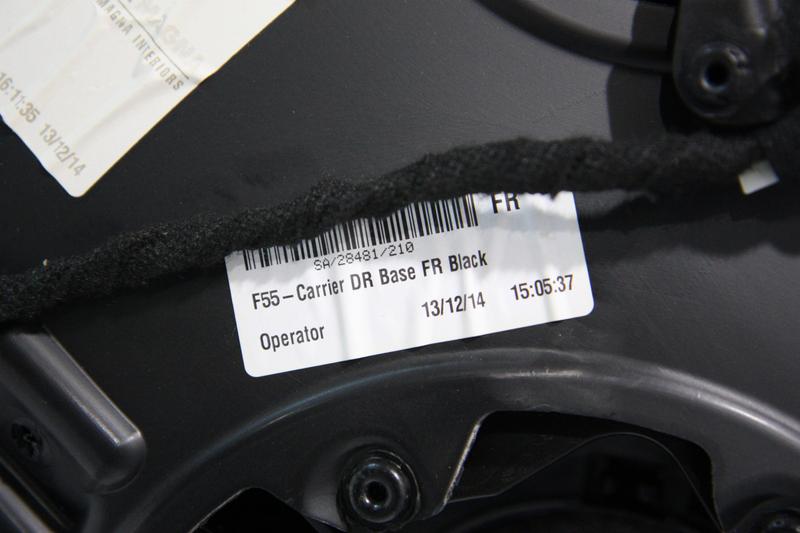 MAGNA
MAGNA INTERIORS
16:11:35 13/12/14
FR
SA/28481/210
F55-Carrier DR Base FR Black
13/12/14 15:05:37
Operator